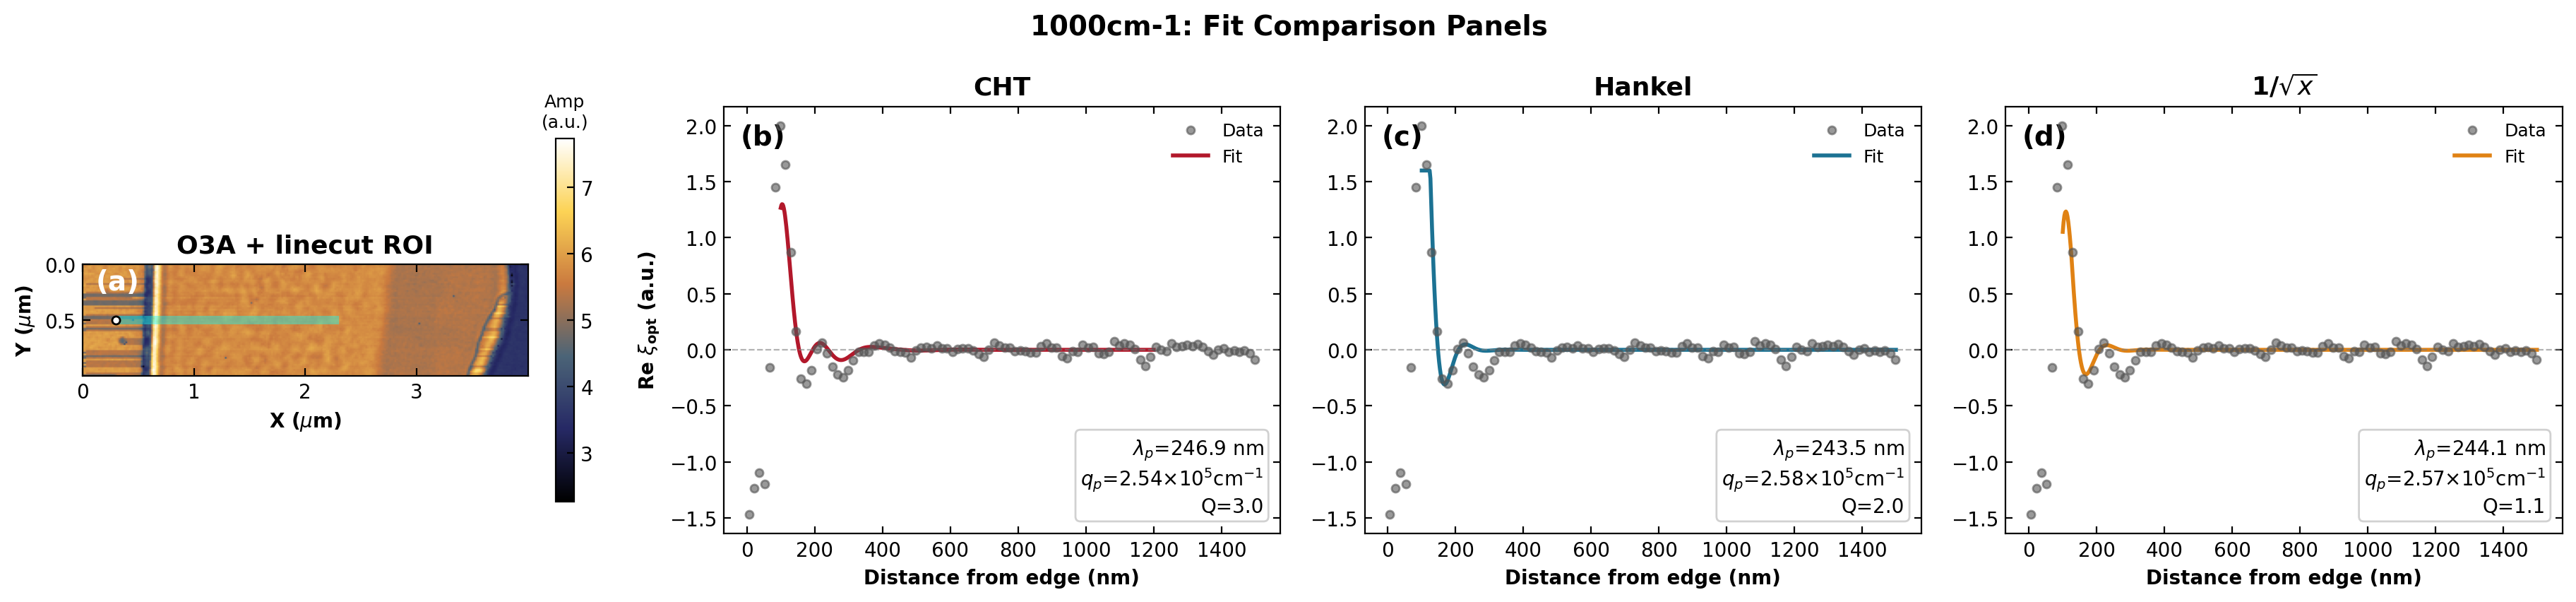 1000cm-1: Fit Comparison Panels
Amp
(a.u.)
O3A + linecut ROI
(a)
0.0
0.5
Y (μm)
0 1 2 3
X (μm)
7
6
5
4
3
CHT
(b)
Data
Fit
2.0
1.5
1.0
0.5
0.0
−0.5
−1.0
−1.5
Re ξopt (a.u.)
λp=246.9 nm
qp=2.54×10⁵cm⁻¹
Q=3.0
0 200 400 600 800 1000 1200 1400
Distance from edge (nm)
Hankel
(c)
Data
Fit
2.0
1.5
1.0
0.5
0.0
−0.5
−1.0
−1.5
λp=243.5 nm
qp=2.58×10⁵cm⁻¹
Q=2.0
0 200 400 600 800 1000 1200 1400
Distance from edge (nm)
1/√x
(d)
Data
Fit
2.0
1.5
1.0
0.5
0.0
−0.5
−1.0
−1.5
λp=244.1 nm
qp=2.57×10⁵cm⁻¹
Q=1.1
0 200 400 600 800 1000 1200 1400
Distance from edge (nm)